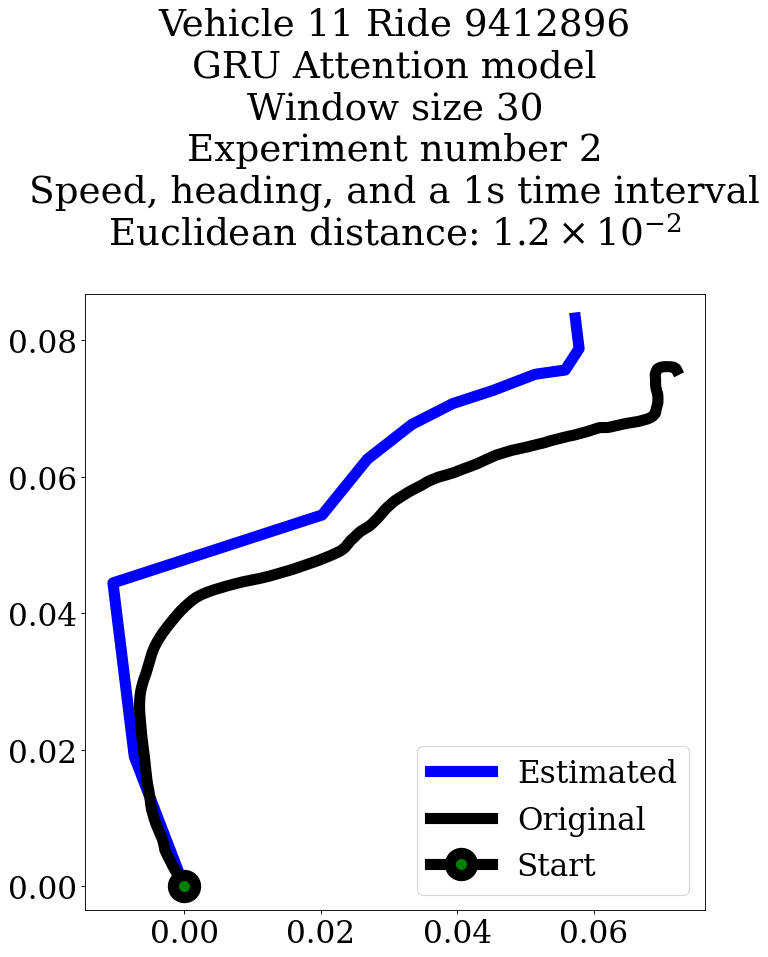 Vehicle 11 Ride 9412896
GRU Attention model
Window size 30
Experiment number 2
Speed, heading, and a 1s time interval
Euclidean distance: 1.2 × 10⁻²
0.08
0.06
0.04
0.02
0.00
Estimated
Original
Start
0.00 0.02 0.04 0.06